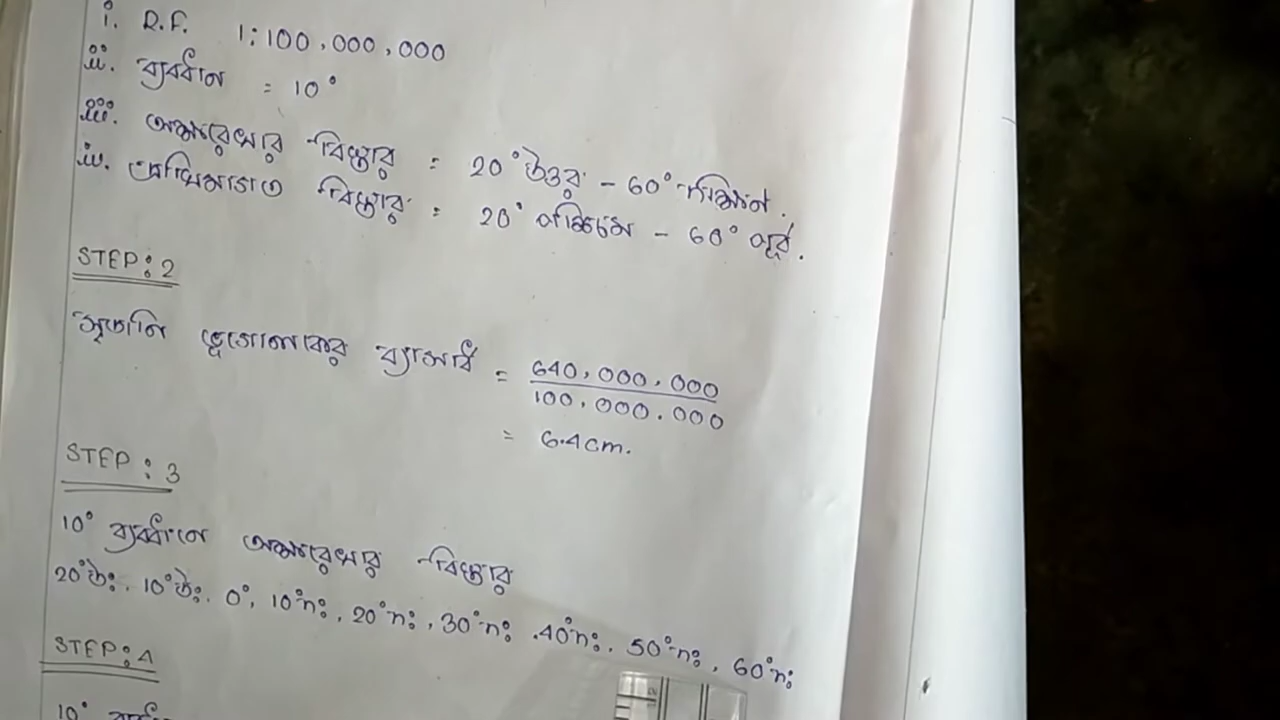 i. R.F. 1:100,000,000
ii. ব্যবধান = 10°
iii. অক্ষরেখার বিস্তার = 20° উত্তর - 60° দক্ষিণ.
iv. দ্রাঘিমাগত বিস্তার = 20° পশ্চিম - 60° পূর্ব.
STEP:2
সৃজনি ভূগোলকের ব্যাসার্ধ = 640,000,000
100,000.000
= 6.4cm.
STEP:3
10° ব্যবধানে অক্ষরেখার বিস্তার
20°উঃ, 10°উঃ, 0°, 10°দঃ, 20°দঃ, 30°দঃ, 40°দঃ, 50°দঃ, 60°দঃ
STEP:4
10°